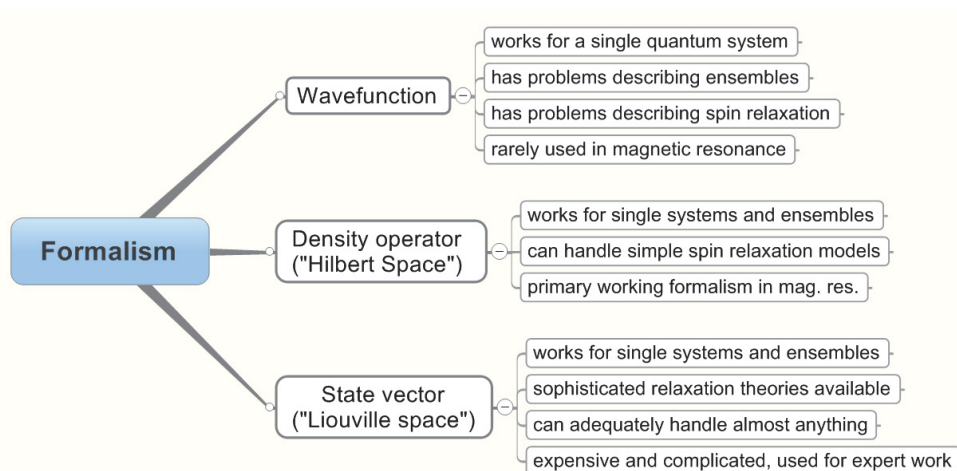 Formalism
Wavefunction
works for a single quantum system
has problems describing ensembles
has problems describing spin relaxation
rarely used in magnetic resonance
Density operator
("Hilbert Space")
works for single systems and ensembles
can handle simple spin relaxation models
primary working formalism in mag. res.
State vector
("Liouville space")
works for single systems and ensembles
sophisticated relaxation theories available
can adequately handle almost anything
expensive and complicated, used for expert work